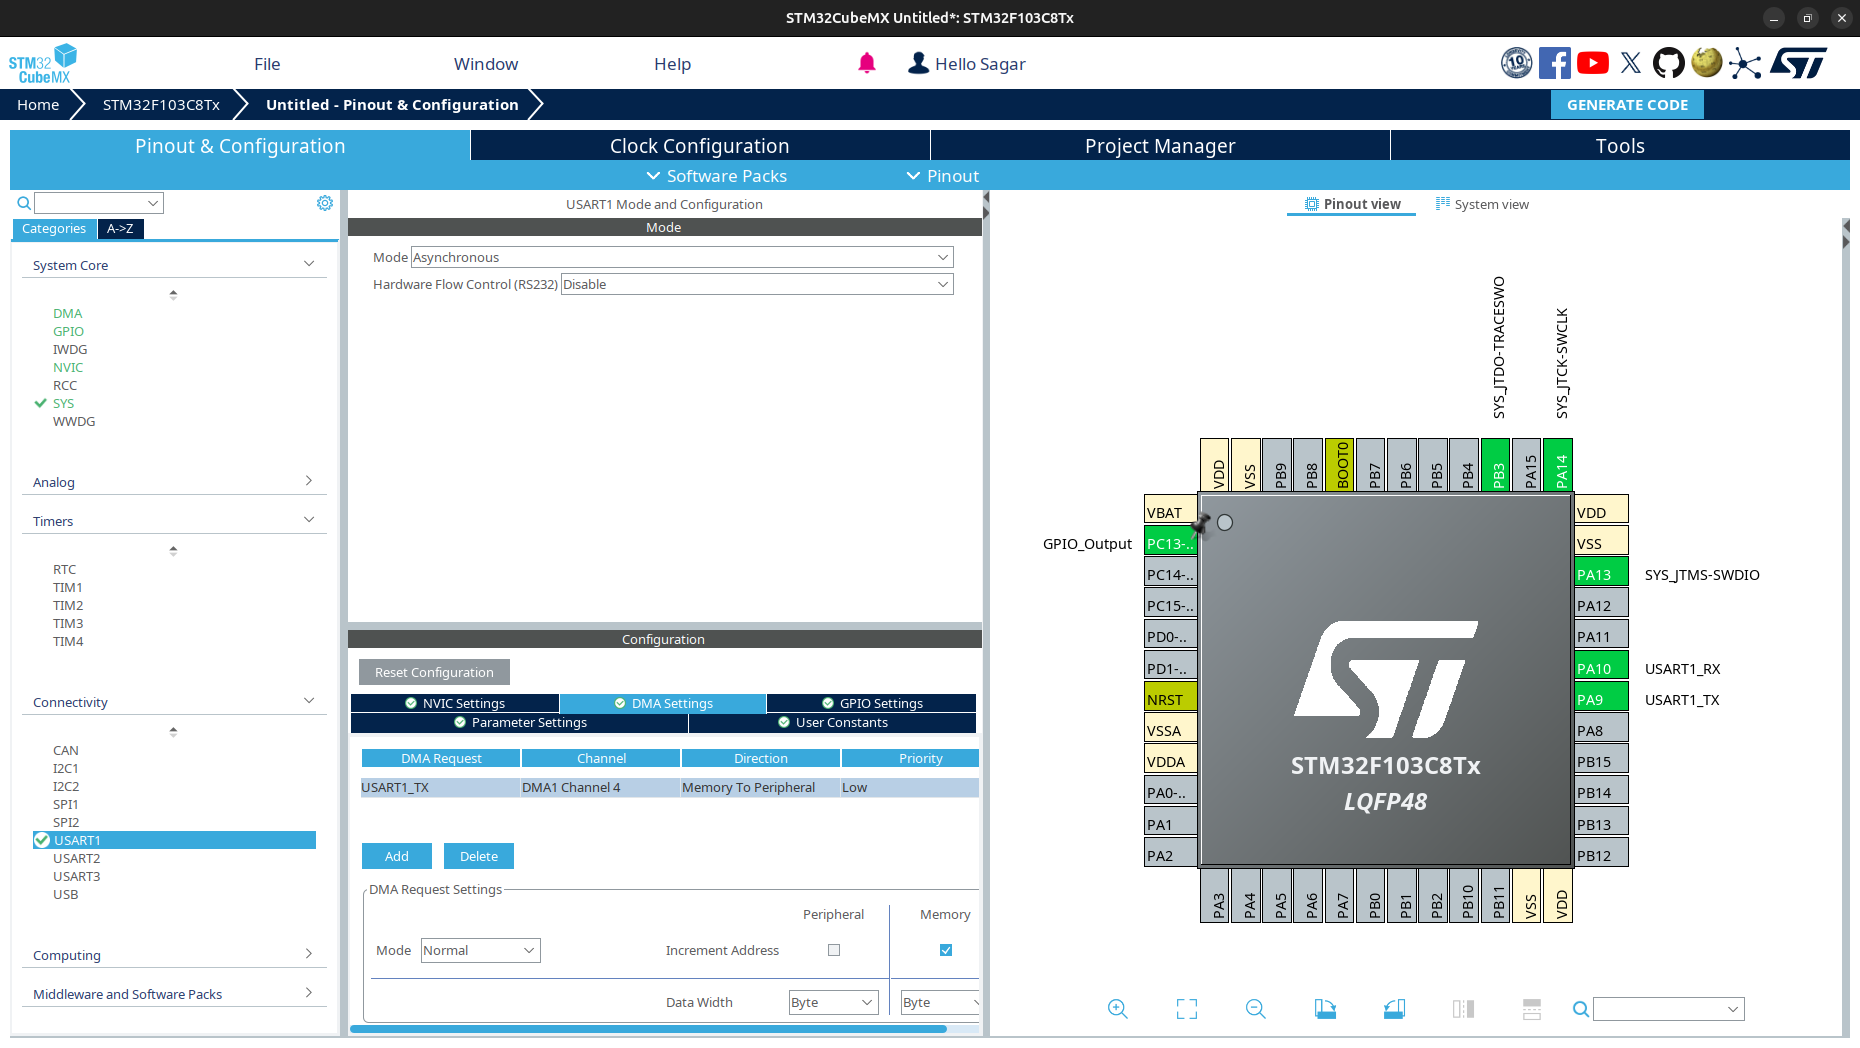 STM32CubeMX Untitled*: STM32F103C8Tx
STM32
CubeMX
File
Window
Help
Hello Sagar
10
Home
STM32F103C8Tx
Untitled - Pinout & Configuration
GENERATE CODE
Pinout & Configuration
Clock Configuration
Project Manager
Tools
Software Packs
Pinout
Categories
A->Z
System Core
DMA
GPIO
IWDG
NVIC
RCC
SYS
WWDG
Analog
Timers
RTC
TIM1
TIM2
TIM3
TIM4
Connectivity
CAN
I2C1
I2C2
SPI1
SPI2
USART1
USART2
USART3
USB
Computing
Middleware and Software Packs
USART1 Mode and Configuration
Mode
Mode Asynchronous
Hardware Flow Control (RS232) Disable
Configuration
Reset Configuration
NVIC Settings
DMA Settings
GPIO Settings
Parameter Settings
User Constants
DMA Request Channel Direction Priority
USART1_TX DMA1 Channel 4 Memory To Peripheral Low
Add
Delete
DMA Request Settings
Peripheral Memory
Mode Normal
Increment Address
Data Width Byte Byte
Pinout view
System view
SYS_JTDO-TRACESWO
SYS_JTCK-SWCLK
VDD
VSS
PB9
PB8
BOOT0
PB7
PB6
PB5
PB4
PB3
PA15
PA14
VBAT
GPIO_Output PC13-..
PC14-..
PC15-..
PD0-..
PD1-..
NRST
VSSA
VDDA
PA0-..
PA1
PA2
ST
STM32F103C8Tx
LQFP48
VDD
VSS
PA13 SYS_JTMS-SWDIO
PA12
PA11
PA10 USART1_RX
PA9 USART1_TX
PA8
PB15
PB14
PB13
PB12
PA3
PA4
PA5
PA6
PA7
PB0
PB1
PB2
PB10
PB11
VSS
VDD